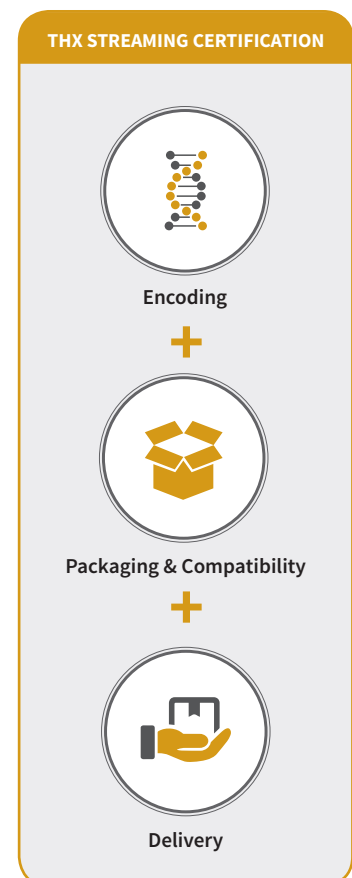 THX STREAMING CERTIFICATION
Encoding
+
Packaging & Compatibility
+
Delivery